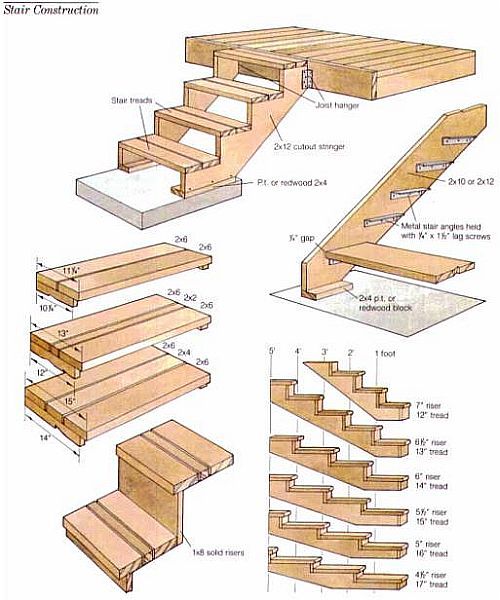 Stair Construction
Joist hanger
Stair treads
2x12 cutout stringer
P.t. or redwood 2x4
2x10 or 2x12
Metal stair angles held
with ¼" x 1½" lag screws
⅛" gap
2x4 p.t. or
redwood block
2x6
2x6
11¼"
10⅞"
2x6
2x2
2x6
13"
12"
2x6
2x4
2x6
15"
14"
1x8 solid risers
5'
4'
3'
2'
1 foot
7" riser
12" tread
6½" riser
13" tread
6" riser
14" tread
5½" riser
15" tread
5" riser
16" tread
4½" riser
17" tread